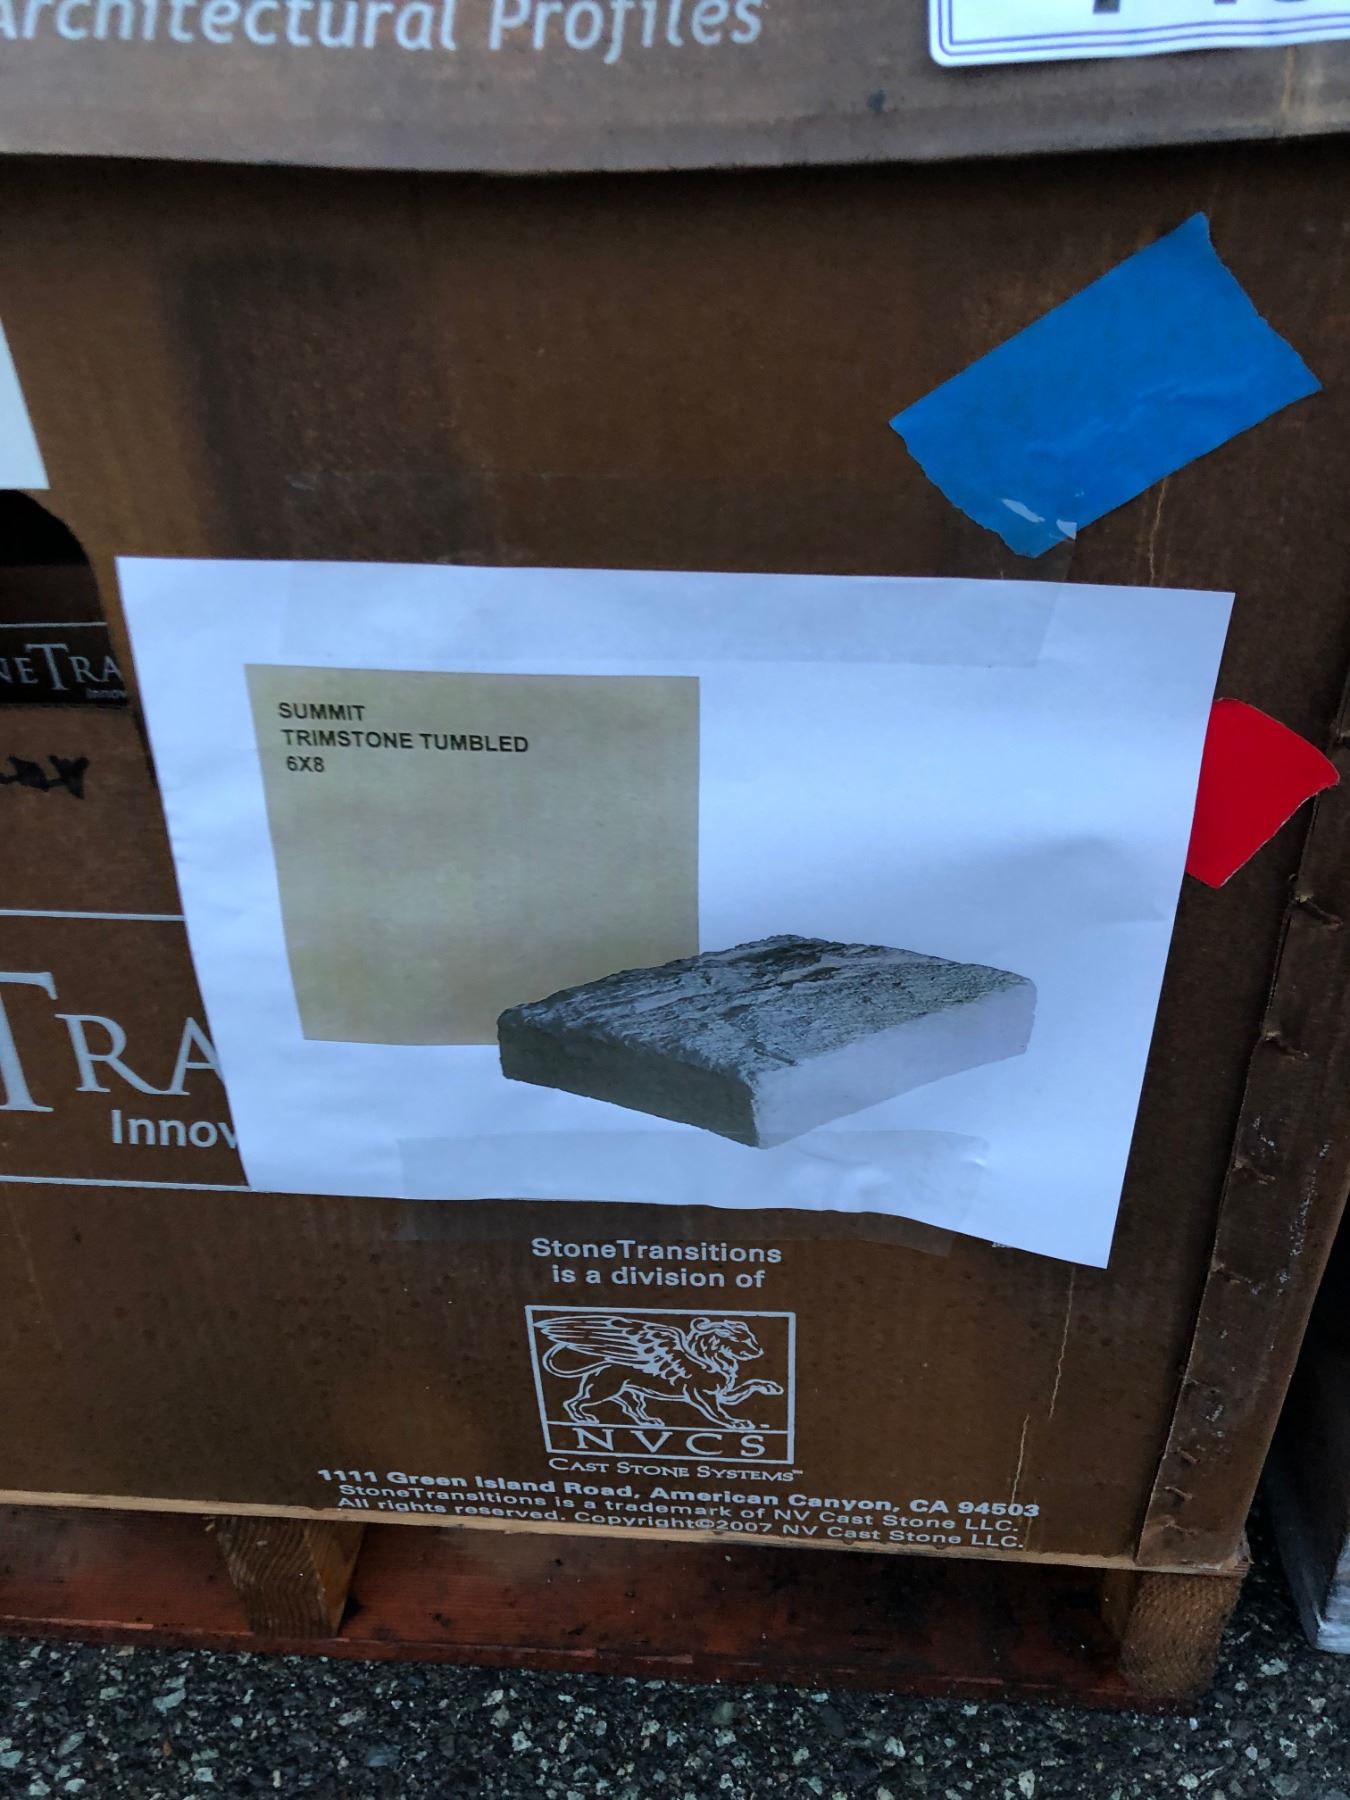 Architectural Profiles
SUMMIT
TRIMSTONE TUMBLED
6X8
StoneTransitions
is a division of
NVCS
CAST STONE SYSTEMS™
1111 Green Island Road, American Canyon, CA 94503
StoneTransitions is a trademark of NV Cast Stone LLC.
All rights reserved. Copyright©2007 NV Cast Stone LLC.